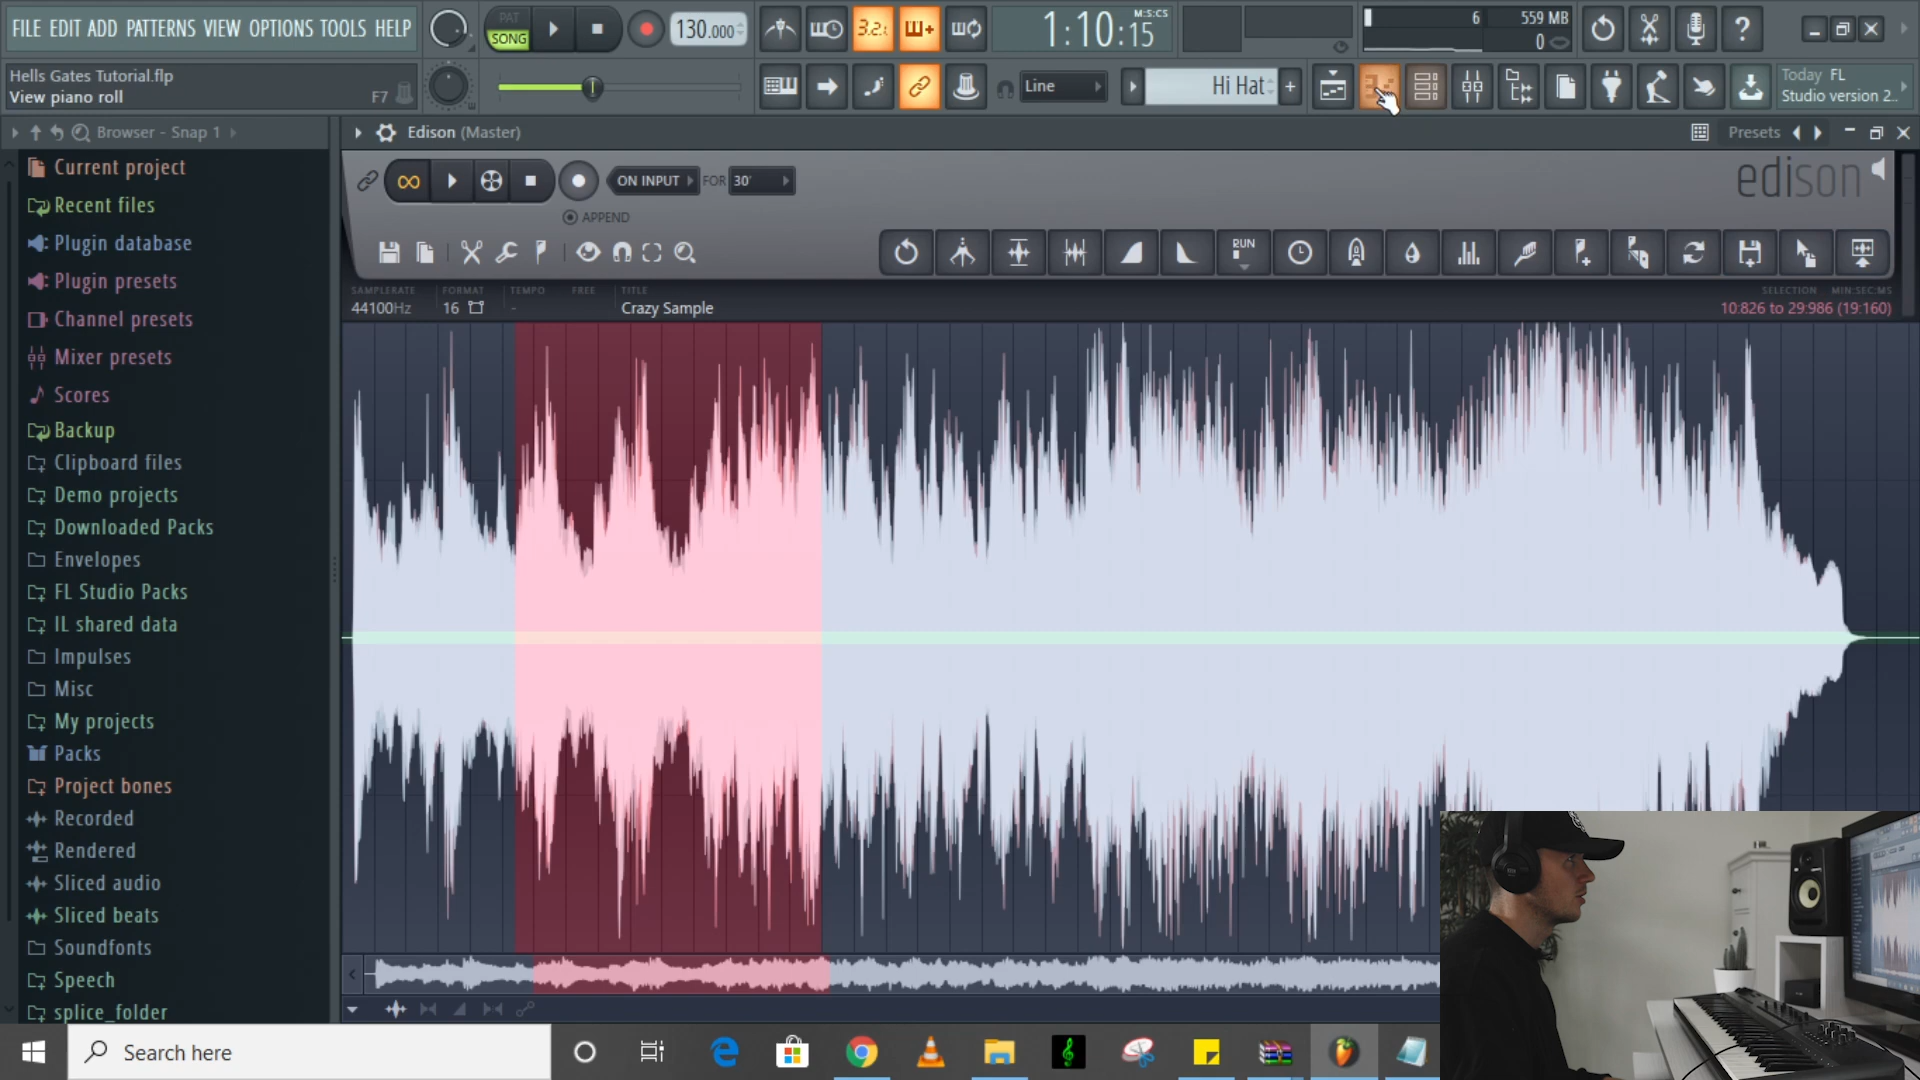 FILE EDIT ADD PATTERNS VIEW OPTIONS TOOLS HELP
PAT
SONG
130.000
3.2.1
1:10:15
M:S:CS
6
559 MB
0
?
Hells Gates Tutorial.flp
View piano roll
F7
Line
Hi Hat
+
Today FL
Studio version 2..
Browser - Snap 1
Edison (Master)
Presets
Current project
Recent files
Plugin database
Plugin presets
Channel presets
Mixer presets
Scores
Backup
Clipboard files
Demo projects
Downloaded Packs
Envelopes
FL Studio Packs
IL shared data
Impulses
Misc
My projects
Packs
Project bones
Recorded
Rendered
Sliced audio
Sliced beats
Soundfonts
Speech
splice_folder
ON INPUT
FOR
30'
APPEND
edison
RUN
SAMPLERATE
44100Hz
FORMAT
16
TEMPO
-
FREE
TITLE
Crazy Sample
SELECTION
MIN:SEC:MS
10:826 to 29:986 (19:160)
Search here